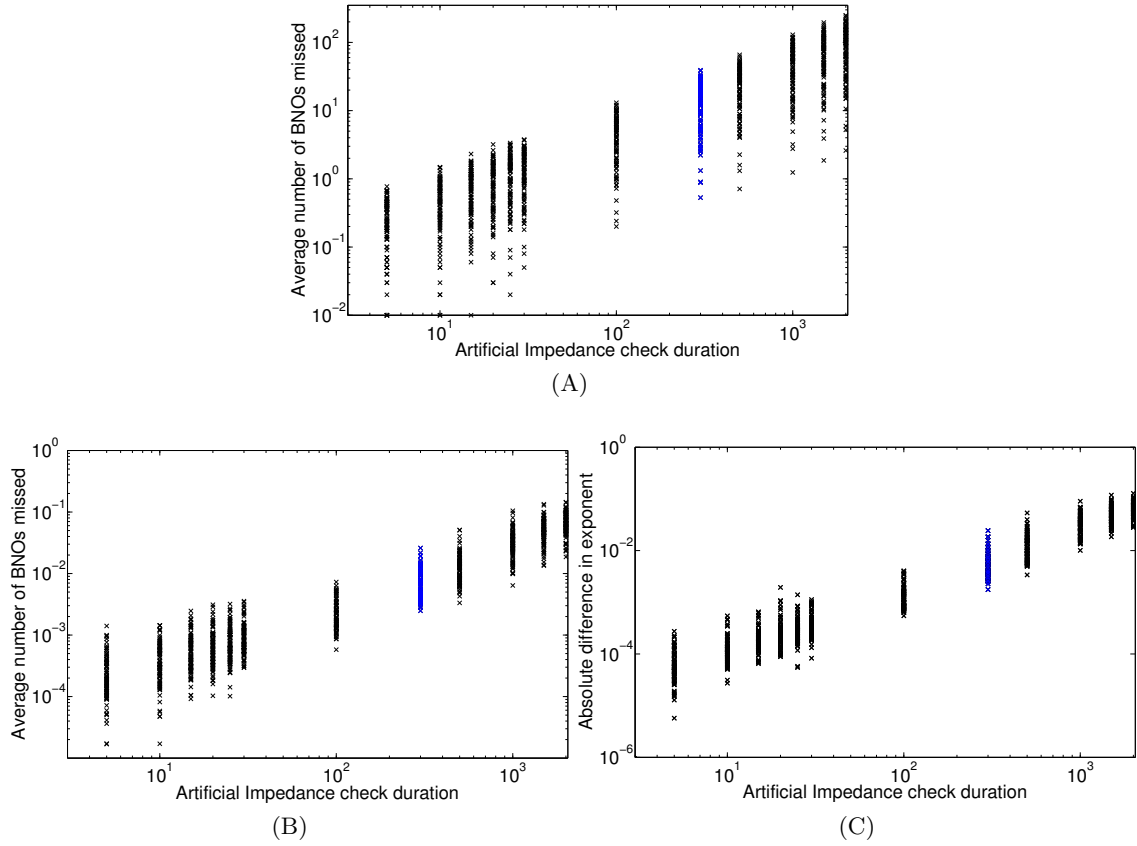 Average number of BNOs missed
10^2
10^1
10^0
10^-1
10^-2
10^1
10^2
10^3
Artificial Impedance check duration
(A)
Average number of BNOs missed
10^0
10^-1
10^-2
10^-3
10^-4
10^1
10^2
10^3
Artificial Impedance check duration
(B)
Absolute difference in exponent
10^0
10^-2
10^-4
10^-6
10^1
10^2
10^3
Artificial Impedance check duration
(C)